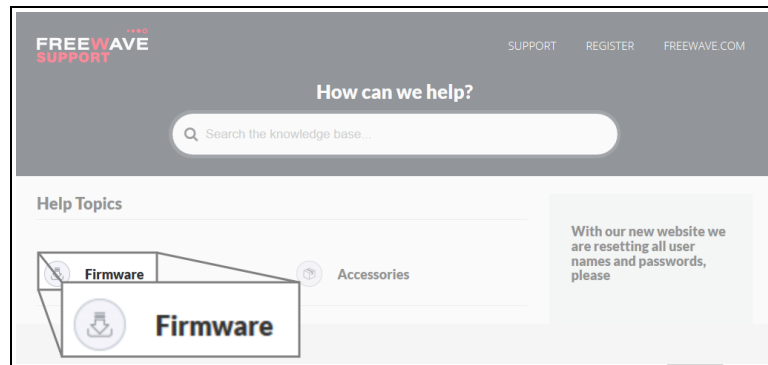 FREEWAVE
SUPPORT
SUPPORT REGISTER FREEWAVE.COM
How can we help?
Search the knowledge base...
Help Topics
Firmware
Accessories
Firmware
With our new website we
are resetting all user
names and passwords,
please